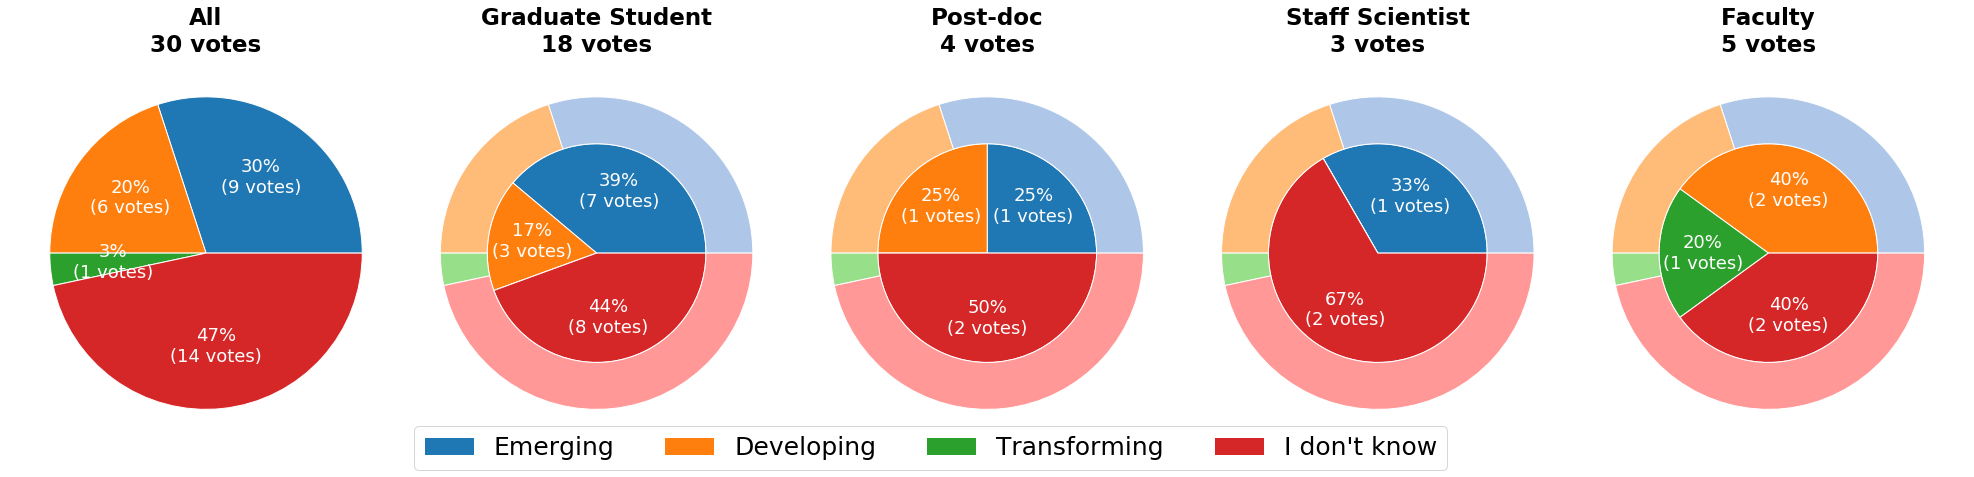 All
30 votes
Graduate Student
18 votes
Post-doc
4 votes
Staff Scientist
3 votes
Faculty
5 votes
30%
(9 votes)
20%
(6 votes)
3%
(1 votes)
47%
(14 votes)
39%
(7 votes)
17%
(3 votes)
44%
(8 votes)
25%
(1 votes)
25%
(1 votes)
50%
(2 votes)
33%
(1 votes)
67%
(2 votes)
40%
(2 votes)
20%
(1 votes)
40%
(2 votes)
Emerging
Developing
Transforming
I don't know